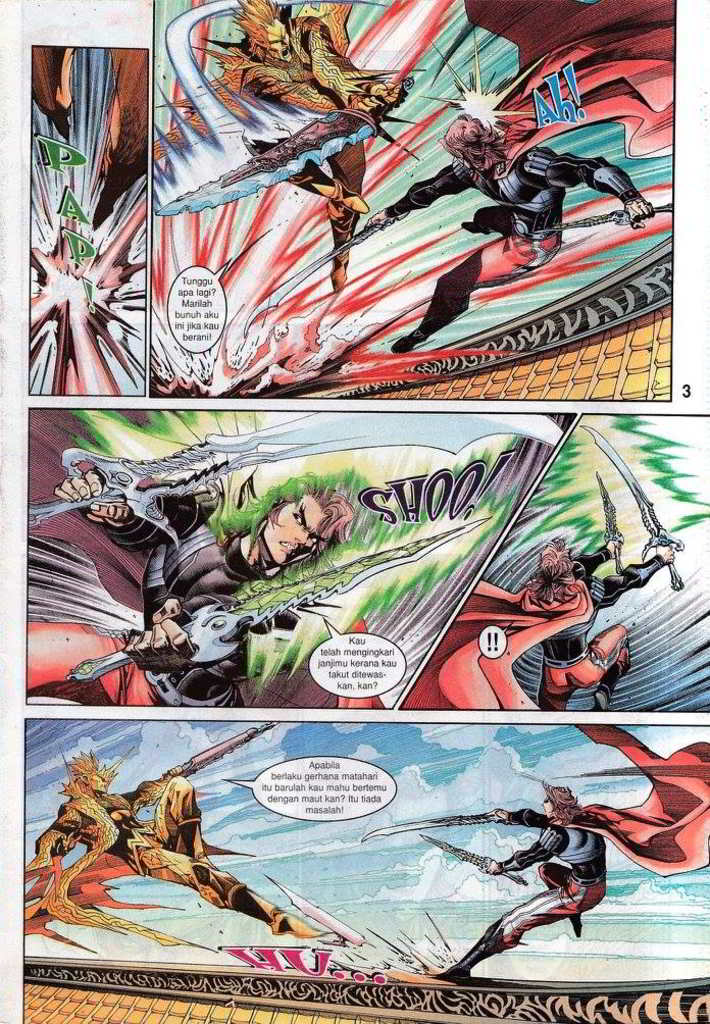 PAP!
AH!
Tunggu
apa lagi?
Marilah
bunuh aku
ini jika kau
berani!
3
SHOO!
Kau
telah mengingkari
janjimu kerana kau
takut ditewas-
kan, kan?
!!
Apabila
berlaku gerhana matahari
itu barulah kau mahu bertemu
dengan maut kan? Itu tiada
masalah!
HU...